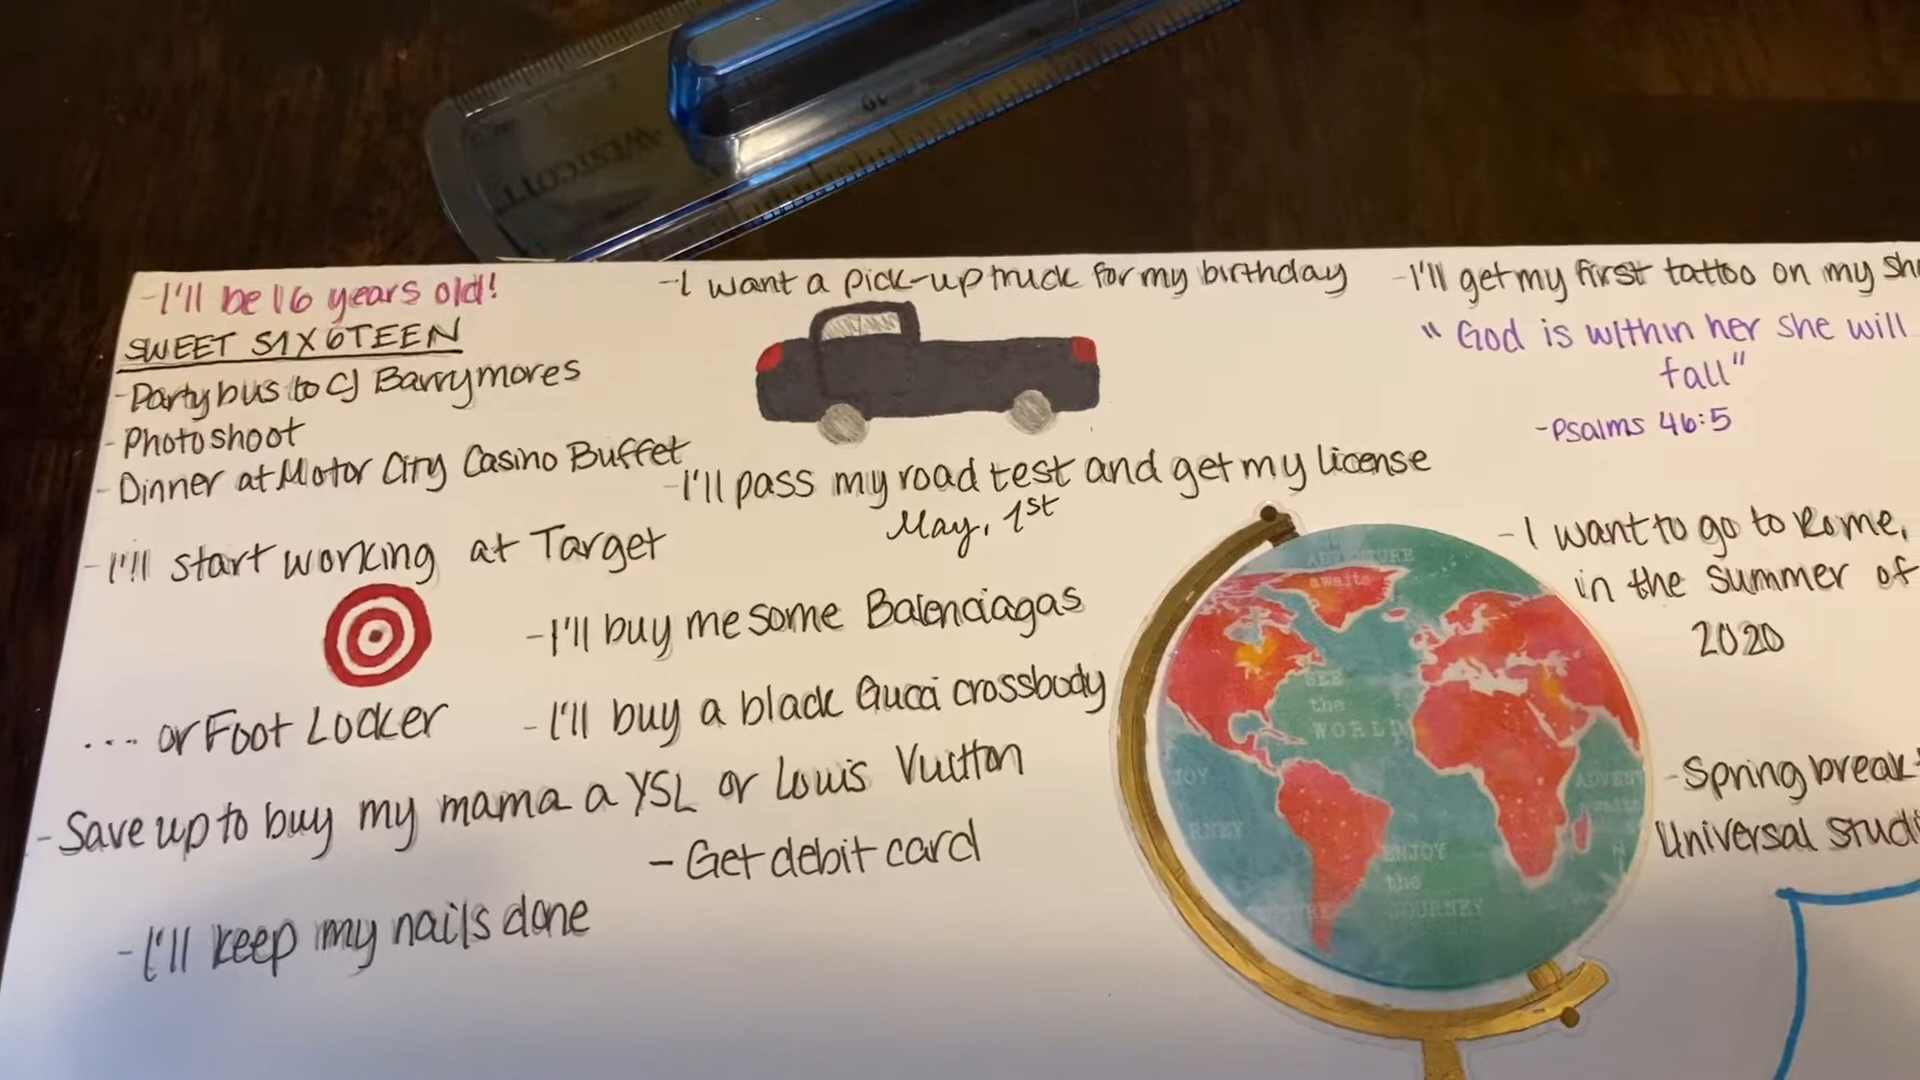 WESTCOTT
-I'll be 16 years old!
SWEET S1X6TEEN
-Partybus to CJ Barrymores
-Photoshoot
-Dinner at Motor City Casino Buffet
-I'll start working at Target
.... or Foot Locker
-Save up to buy my mama a YSL or Louis Vuitton
-I'll keep my nails done
-I want a pick-up truck for my birthday
-I'll pass my road test and get my license
May, 1st
-I'll buy me some Balenciagas
-I'll buy a black Gucci crossbody
-Get debit card
-I'll get my first tattoo on my
"God is within her she will
fall"
-Psalms 46:5
-I want to go to Rome,
in the summer of
2020
-Spring break
Universal
ADVENTURE
awaits
SEE
the
WORLD
JOY
ENJOY
the
JOURNEY
awaits